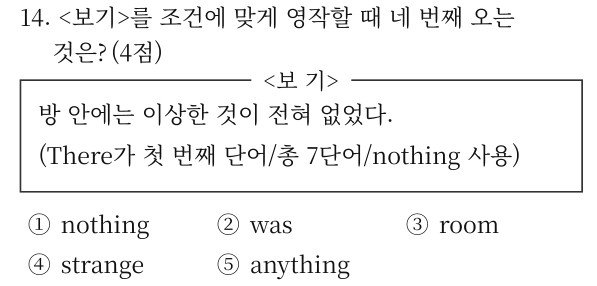 14. <보기>를 조건에 맞게 영작할 때 네 번째 오는
것은? (4점)
<보 기>
방 안에는 이상한 것이 전혀 없었다.
(There가 첫 번째 단어/총 7단어/nothing 사용)
① nothing ② was ③ room
④ strange ⑤ anything